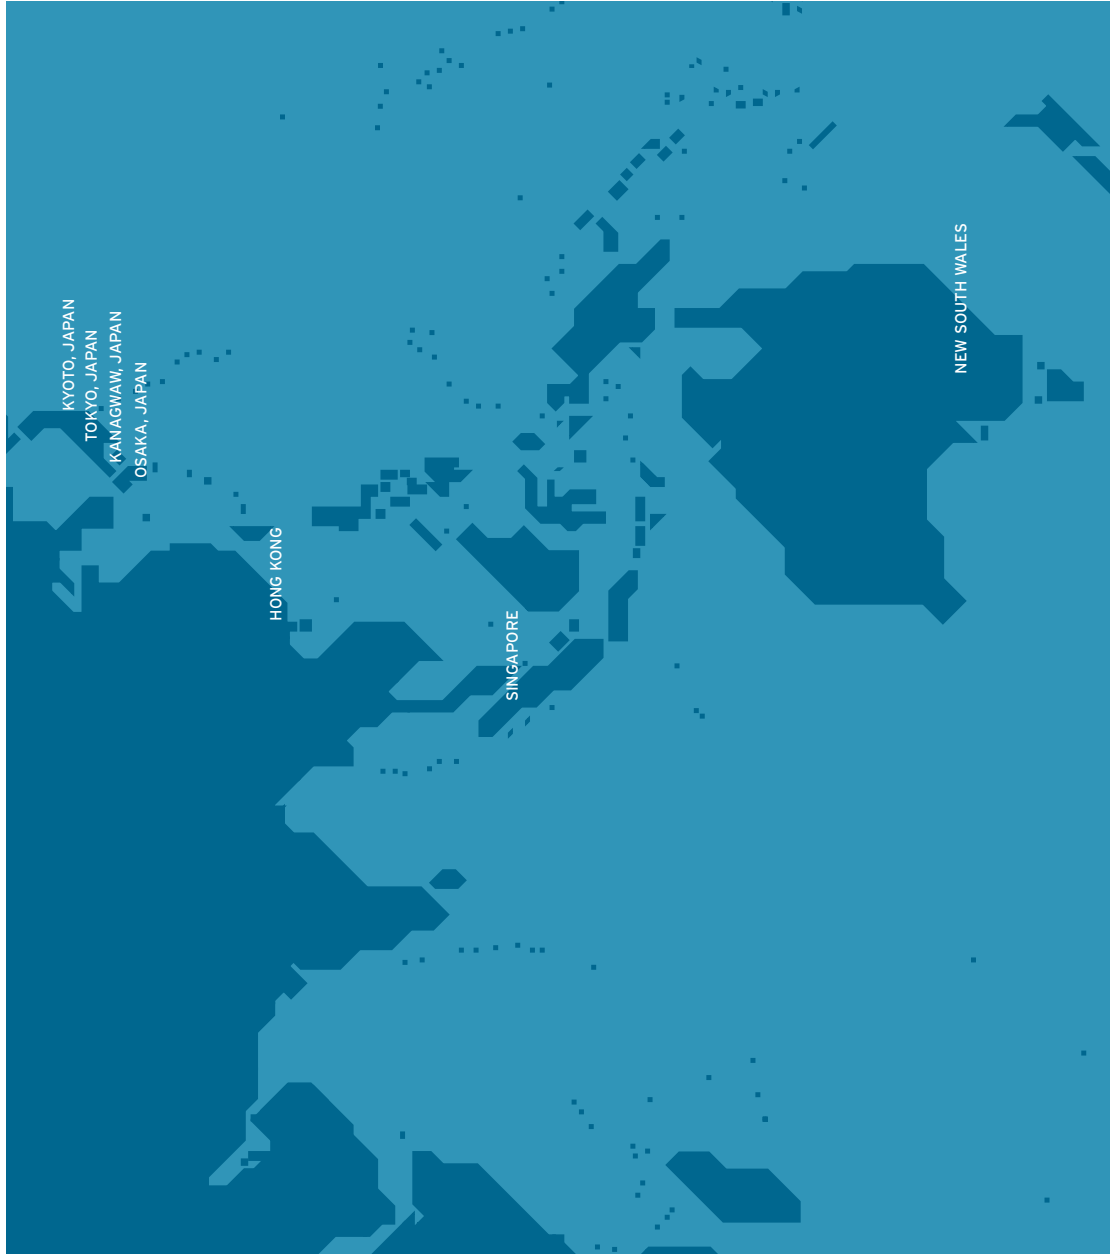 KYOTO, JAPAN
TOKYO, JAPAN
KANAGWAW, JAPAN
OSAKA, JAPAN
HONG KONG
SINGAPORE
NEW SOUTH WALES